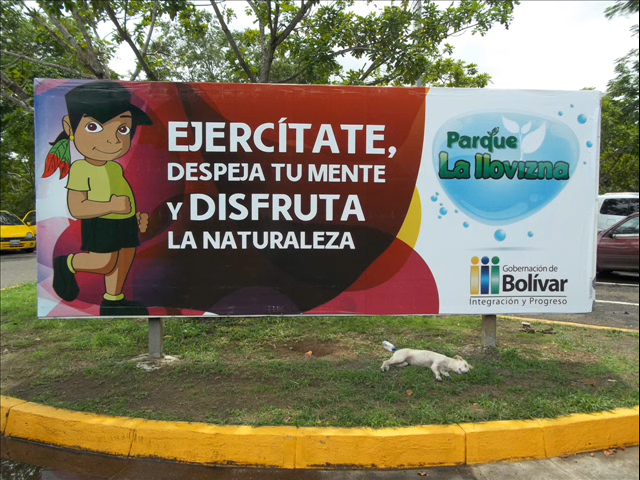 EJERCÍTATE,
DESPEJA TU MENTE
Y DISFRUTA
LA NATURALEZA
Parque
La llovizna
Gobernación de
Bolívar
Integración y Progreso